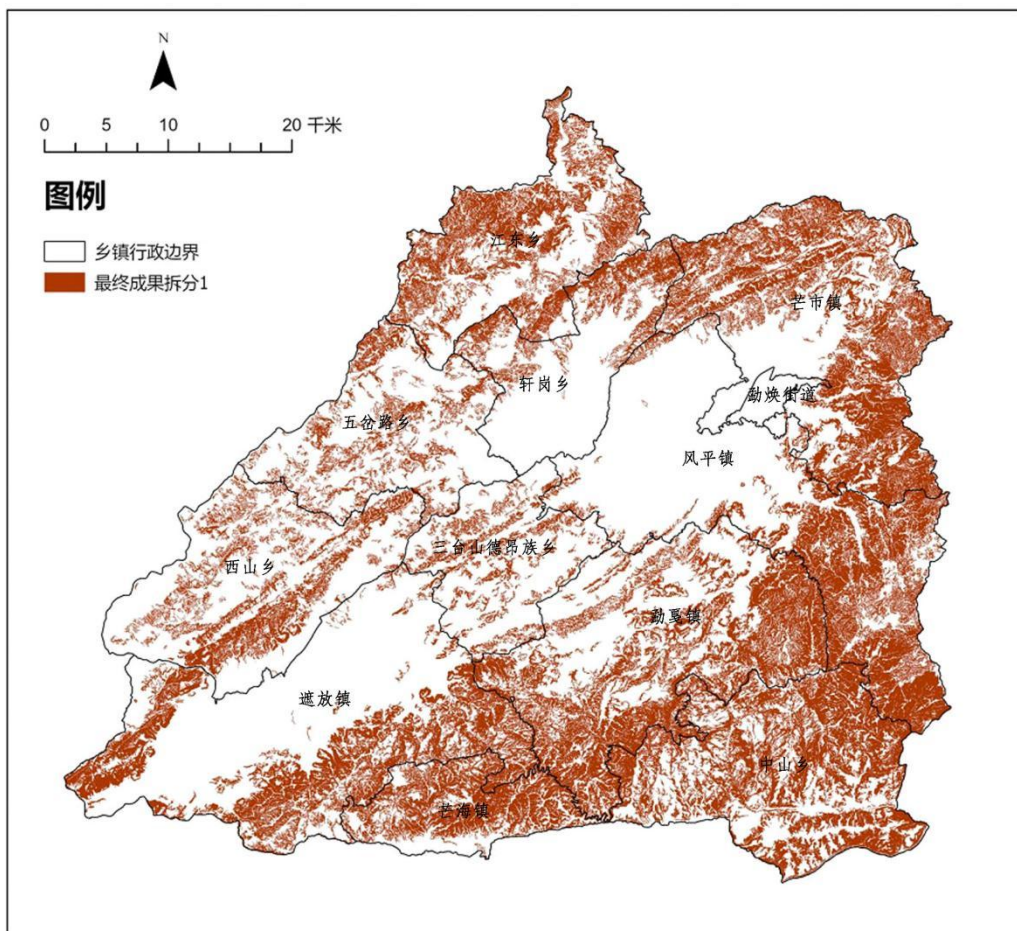 N
0 5 10 20 千米
图例
乡镇行政边界
最终成果拆分1
江东乡
芒市镇
轩岗乡
勐焕街道
五岔路乡
风平镇
三台山德昂族乡
西山乡
勐戛镇
遮放镇
中山乡
芒海镇